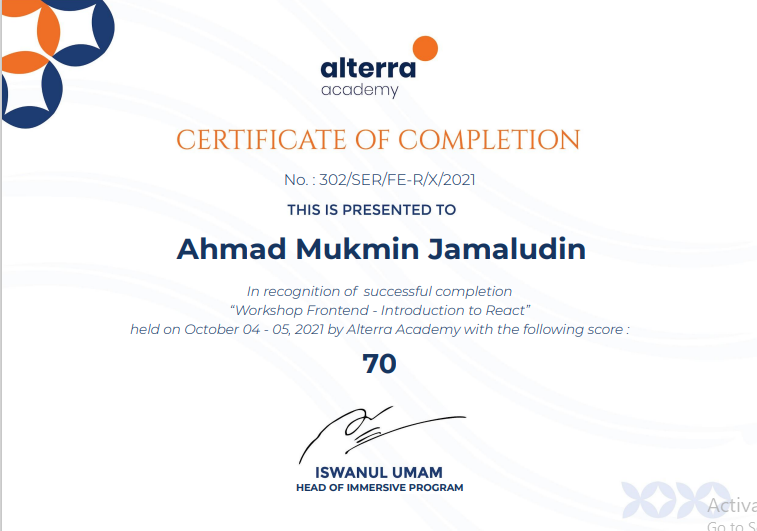 alterra
academy
CERTIFICATE OF COMPLETION
No. : 302/SER/FE-R/X/2021
THIS IS PRESENTED TO
Ahmad Mukmin Jamaludin
In recognition of successful completion
“Workshop Frontend - Introduction to React”
held on October 04 - 05, 2021 by Alterra Academy with the following score :
70
ISWANUL UMAM
HEAD OF IMMERSIVE PROGRAM
Activa
Go to S